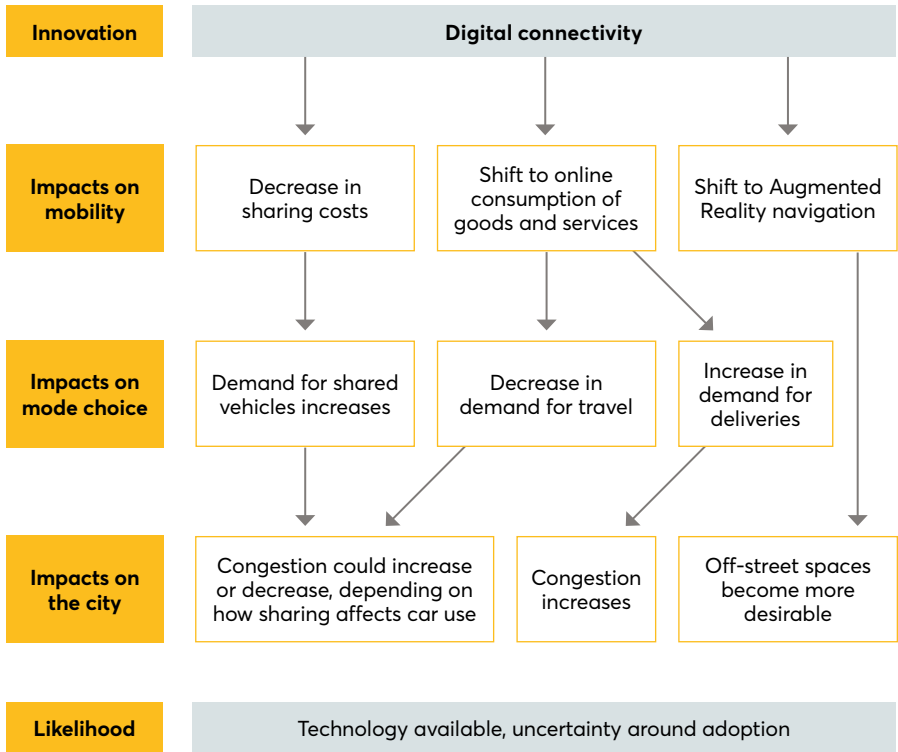 Innovation
Digital connectivity
Impacts on
mobility
Decrease in
sharing costs
Shift to online
consumption of
goods and services
Shift to Augmented
Reality navigation
Impacts on
mode choice
Demand for shared
vehicles increases
Decrease in
demand for travel
Increase in
demand for
deliveries
Impacts on
the city
Congestion could increase
or decrease, depending on
how sharing affects car use
Congestion
increases
Off-street spaces
become more
desirable
Likelihood
Technology available, uncertainty around adoption